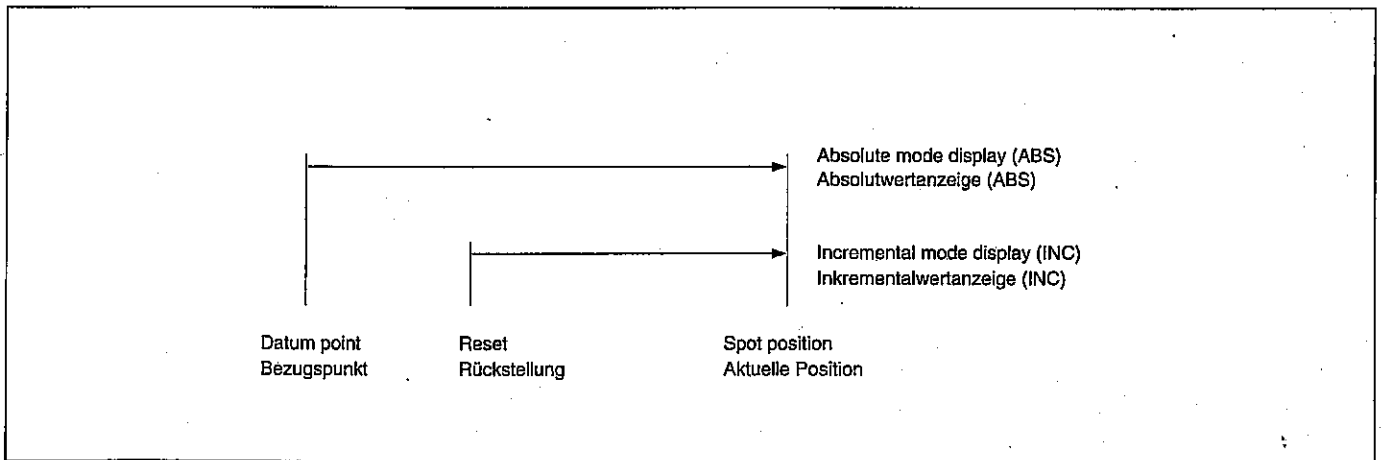 Absolute mode display (ABS)
Absolutwertanzeige (ABS)
Incremental mode display (INC)
Inkrementalwertanzeige (INC)
Datum point
Bezugspunkt
Reset
Rückstellung
Spot position
Aktuelle Position